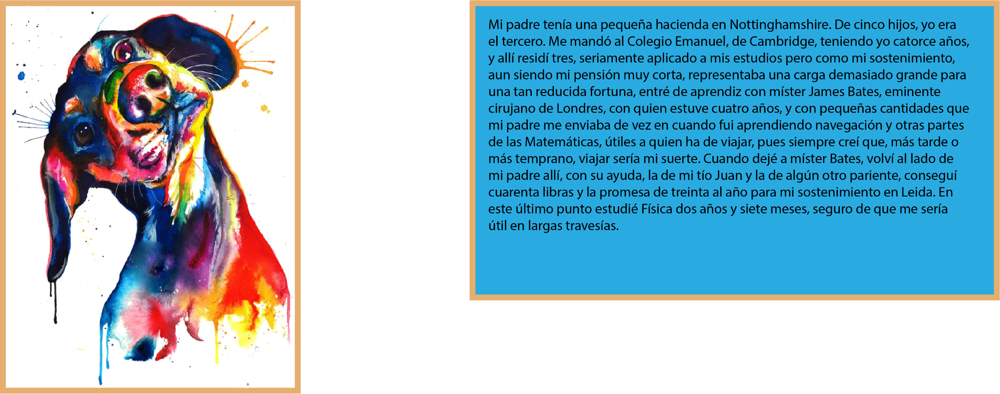 Mi padre tenía una pequeña hacienda en Nottinghamshire. De cinco hijos, yo era
el tercero. Me mandó al Colegio Emanuel, de Cambridge, teniendo yo catorce años,
y allí residí tres, seriamente aplicado a mis estudios pero como mi sostenimiento,
aun siendo mi pensión muy corta, representaba una carga demasiado grande para
una tan reducida fortuna, entré de aprendiz con míster James Bates, eminente
cirujano de Londres, con quien estuve cuatro años, y con pequeñas cantidades que
mi padre me enviaba de vez en cuando fui aprendiendo navegación y otras partes
de las Matemáticas, útiles a quien ha de viajar, pues siempre creí que, más tarde o
más temprano, viajar sería mi suerte. Cuando dejé a míster Bates, volví al lado de
mi padre allí, con su ayuda, la de mi tío Juan y la de algún otro pariente, conseguí
cuarenta libras y la promesa de treinta al año para mi sostenimiento en Leida. En
este último punto estudié Física dos años y siete meses, seguro de que me sería
útil en largas travesías.